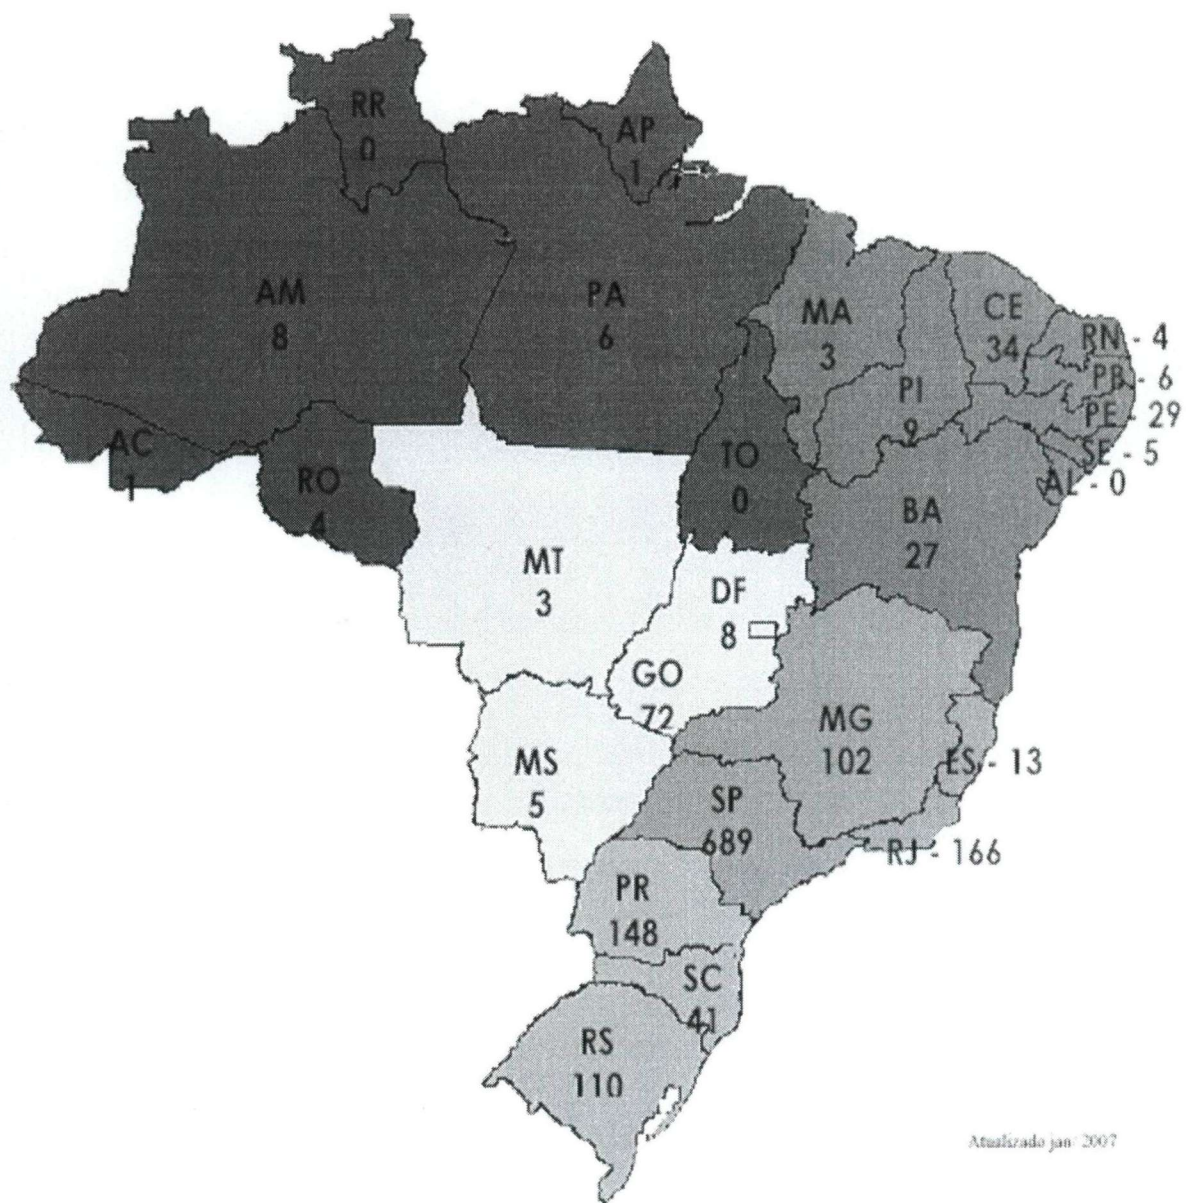 RR
0
AP
1
AM
8
PA
6
MA
3
CE
34
RN - 4
PB - 6
PI
9
PE - 29
SE - 5
AL - 0
AC
1
RO
4
TO
0
BA
27
MT
3
DF
8
GO
72
MG
102
MS
5
ES - 13
SP
689
RJ - 166
PR
148
SC
41
RS
110
Atualizado jan/ 2007